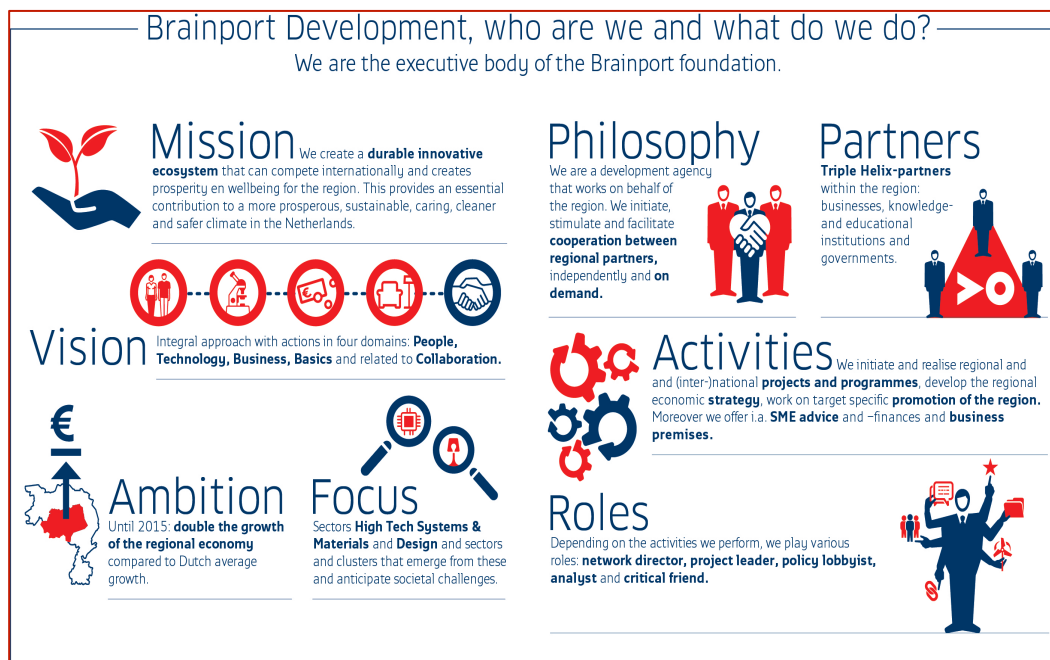 Brainport Development, who are we and what do we do?
We are the executive body of the Brainport foundation.
Mission We create a durable innovative
ecosystem that can compete internationally and creates
prosperity en wellbeing for the region. This provides an essential
contribution to a more prosperous, sustainable, caring, cleaner
and safer climate in the Netherlands.
Vision Integral approach with actions in four domains: People,
Technology, Business, Basics and related to Collaboration.
€
€
Ambition
Until 2015: double the growth
of the regional economy
compared to Dutch average
growth.
Focus
Sectors High Tech Systems &
Materials and Design and sectors
and clusters that emerge from these
and anticipate societal challenges.
Philosophy
We are a development agency
that works on behalf of
the region. We initiate,
stimulate and facilitate
cooperation between
regional partners,
independently and on
demand.
Partners
Triple Helix-partners
within the region:
businesses, knowledge-
and educational
institutions and
governments.
Activities We initiate and realise regional and
and (inter-)national projects and programmes, develop the regional
economic strategy, work on target specific promotion of the region.
Moreover we offer i.a. SME advice and –finances and business
premises.
Roles
Depending on the activities we perform, we play various
roles: network director, project leader, policy lobbyist,
analyst and critical friend.